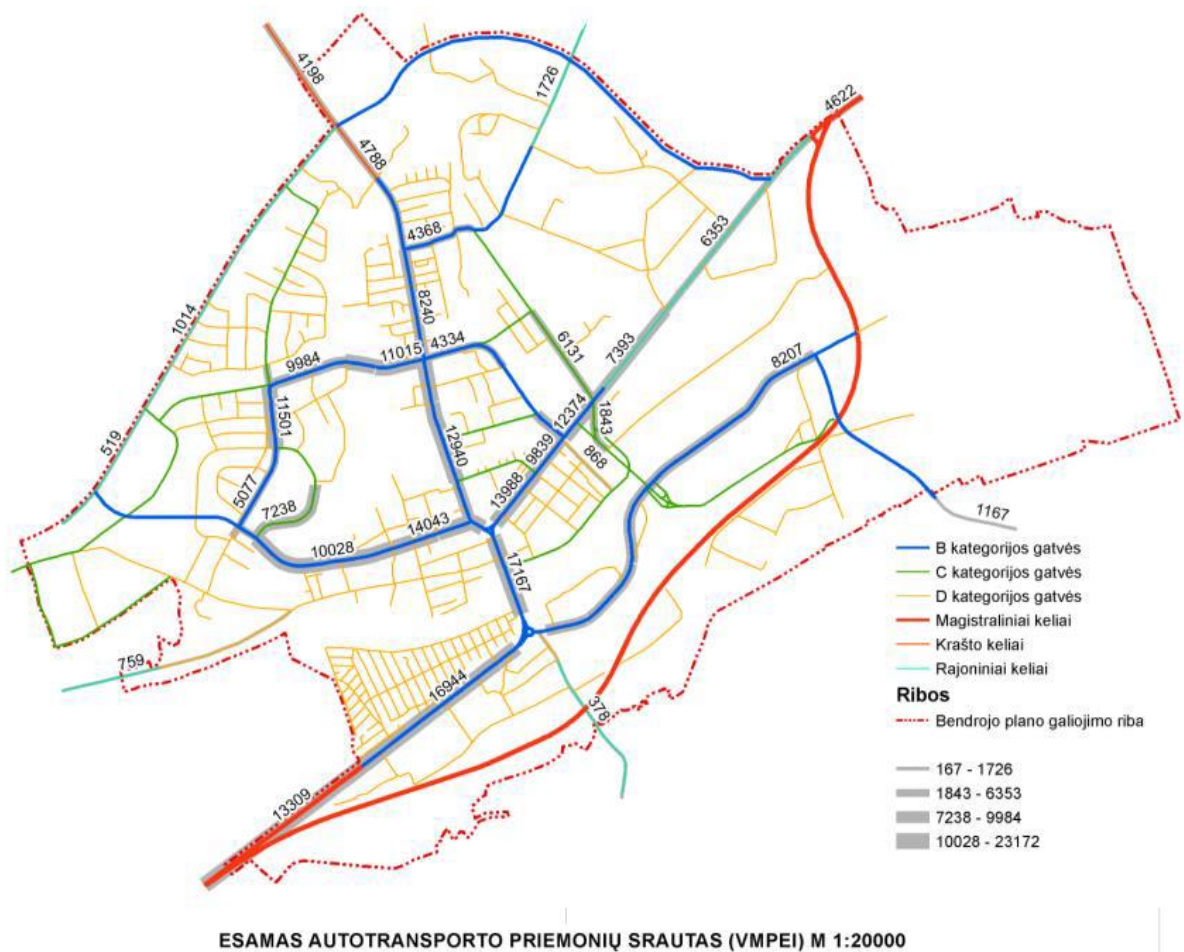 4198
1726
4622
4788
4368
6353
8240
1014
6131
11015
4334
7393
9984
8207
11501
12374
1843
519
12940
9839
868
13988
5077
7238
14043
10028
1167
17167
B kategorijos gatvės
C kategorijos gatvės
D kategorijos gatvės
Magistraliniai keliai
Krašto keliai
Rajoniniai keliai
Ribos
Bendrojo plano galiojimo riba
759
16944
378
167 - 1726
1843 - 6353
7238 - 9984
10028 - 23172
13309
ESAMAS AUTOTRANSPORTO PRIEMONIŲ SRAUTAS (VMPEI) M 1:20000